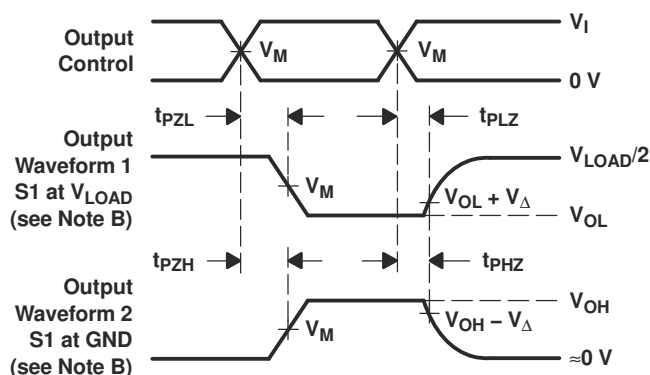 Output
Control
V_M
V_M
V_I
0 V
t_PZL
t_PLZ
Output
Waveform 1
S1 at V_LOAD
(see Note B)
V_M
V_LOAD/2
V_OL + V_Δ
V_OL
t_PZH
t_PHZ
Output
Waveform 2
S1 at GND
(see Note B)
V_M
V_OH
V_OH − V_Δ
≈0 V